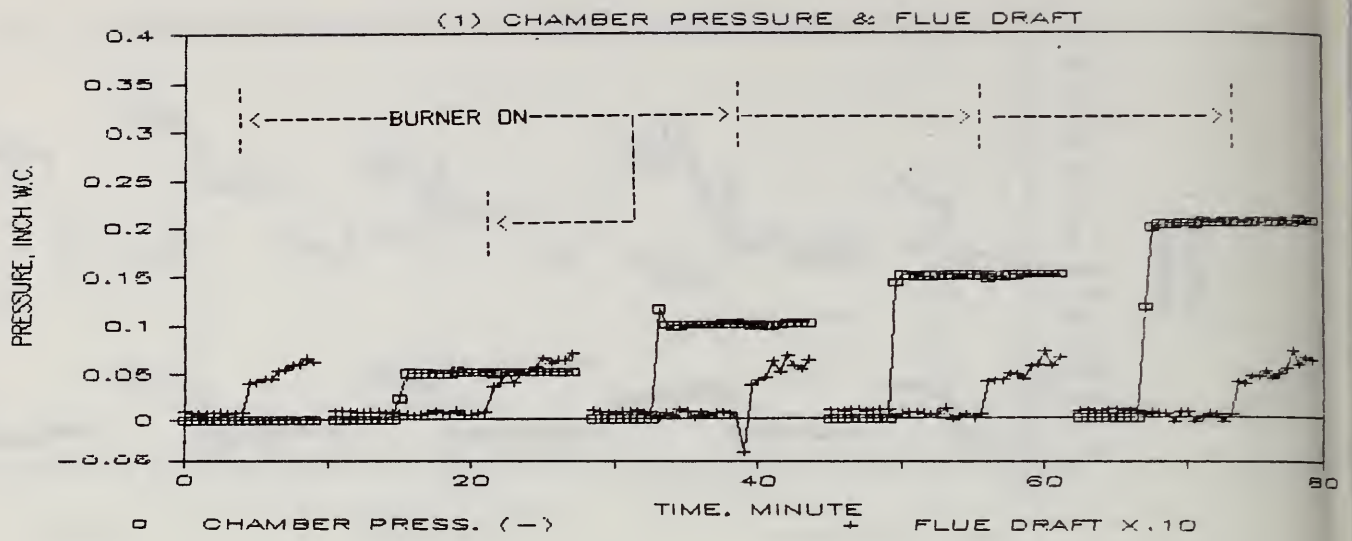 (1) CHAMBER PRESSURE & FLUE DRAFT
0.4
0.35
0.3
0.25
0.2
0.15
0.1
0.05
0
-0.05
PRESSURE, INCH W.C.
BURNER ON
0 20 40 60 80
TIME. MINUTE
□ CHAMBER PRESS. (-) + FLUE DRAFT X.10